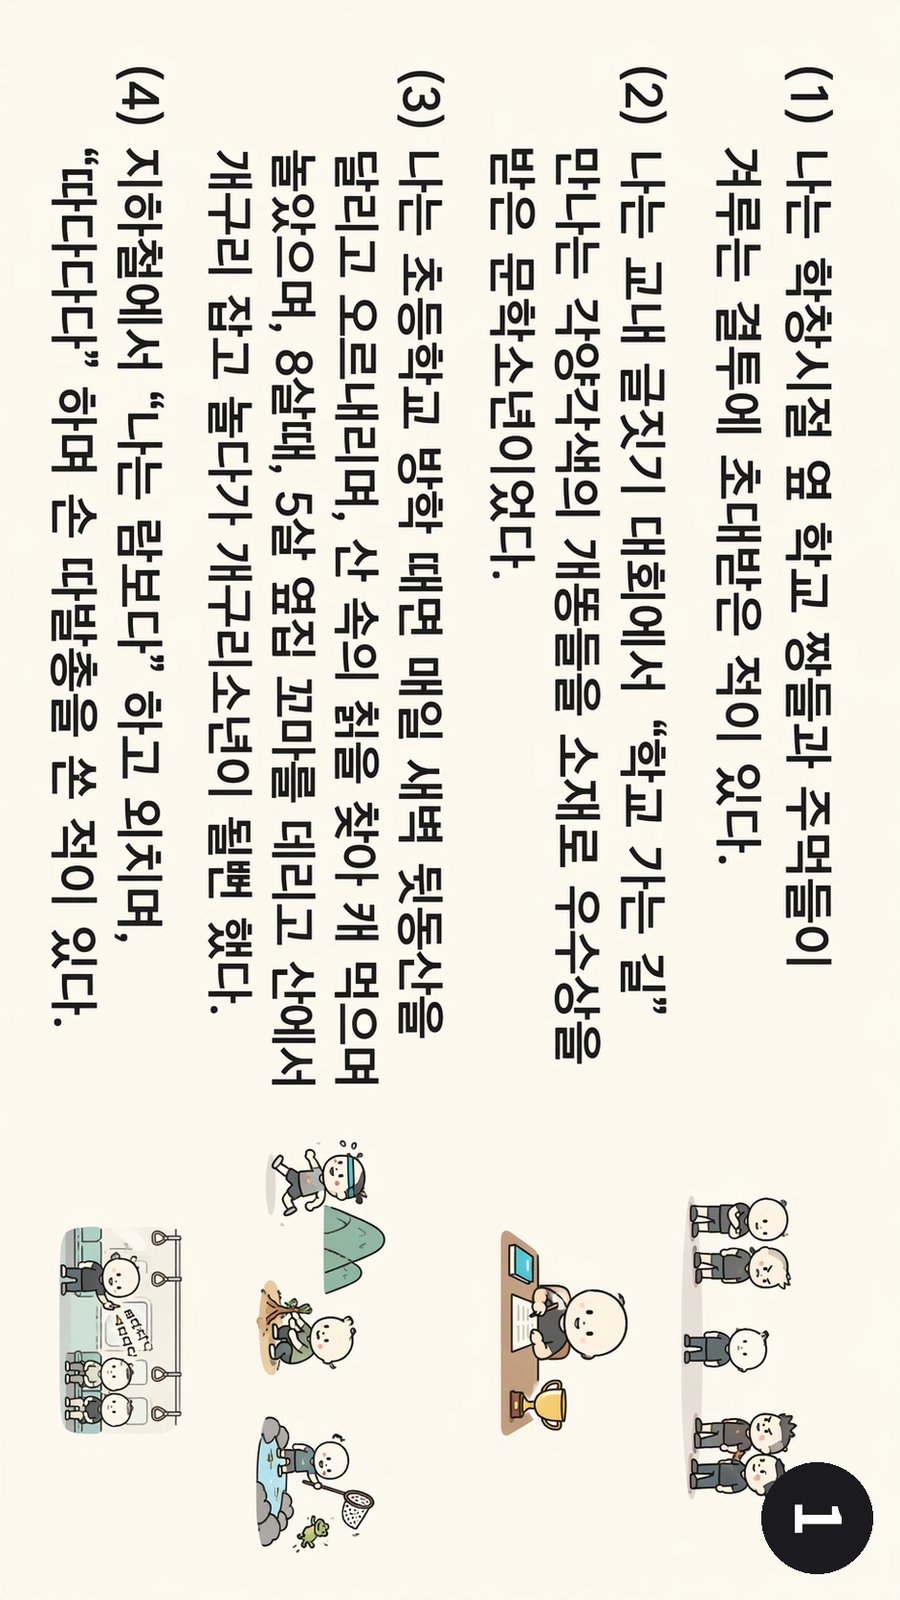 (1) 나는 학창시절 옆 학교 짱들과 주먹들이
겨루는 결투에 초대받은 적이 있다.
(2) 나는 교내 글짓기 대회에서 “학교 가는 길”
만나는 각양각색의 개똥들을 소재로 우수상을
받은 문학소년이었다.
(3) 나는 초등학교 방학 때면 매일 새벽 뒷동산을
달리고 오르내리며, 산 속의 칡을 찾아 캐 먹으며
놀았으며, 8살때, 5살 옆집 꼬마를 데리고 산에서
개구리 잡고 놀다가 개구리소년이 될뻔 했다.
(4) 지하철에서 “나는 람보다” 하고 외치며,
“따다다다” 하며 손 따발총을 쏜 적이 있다.
1